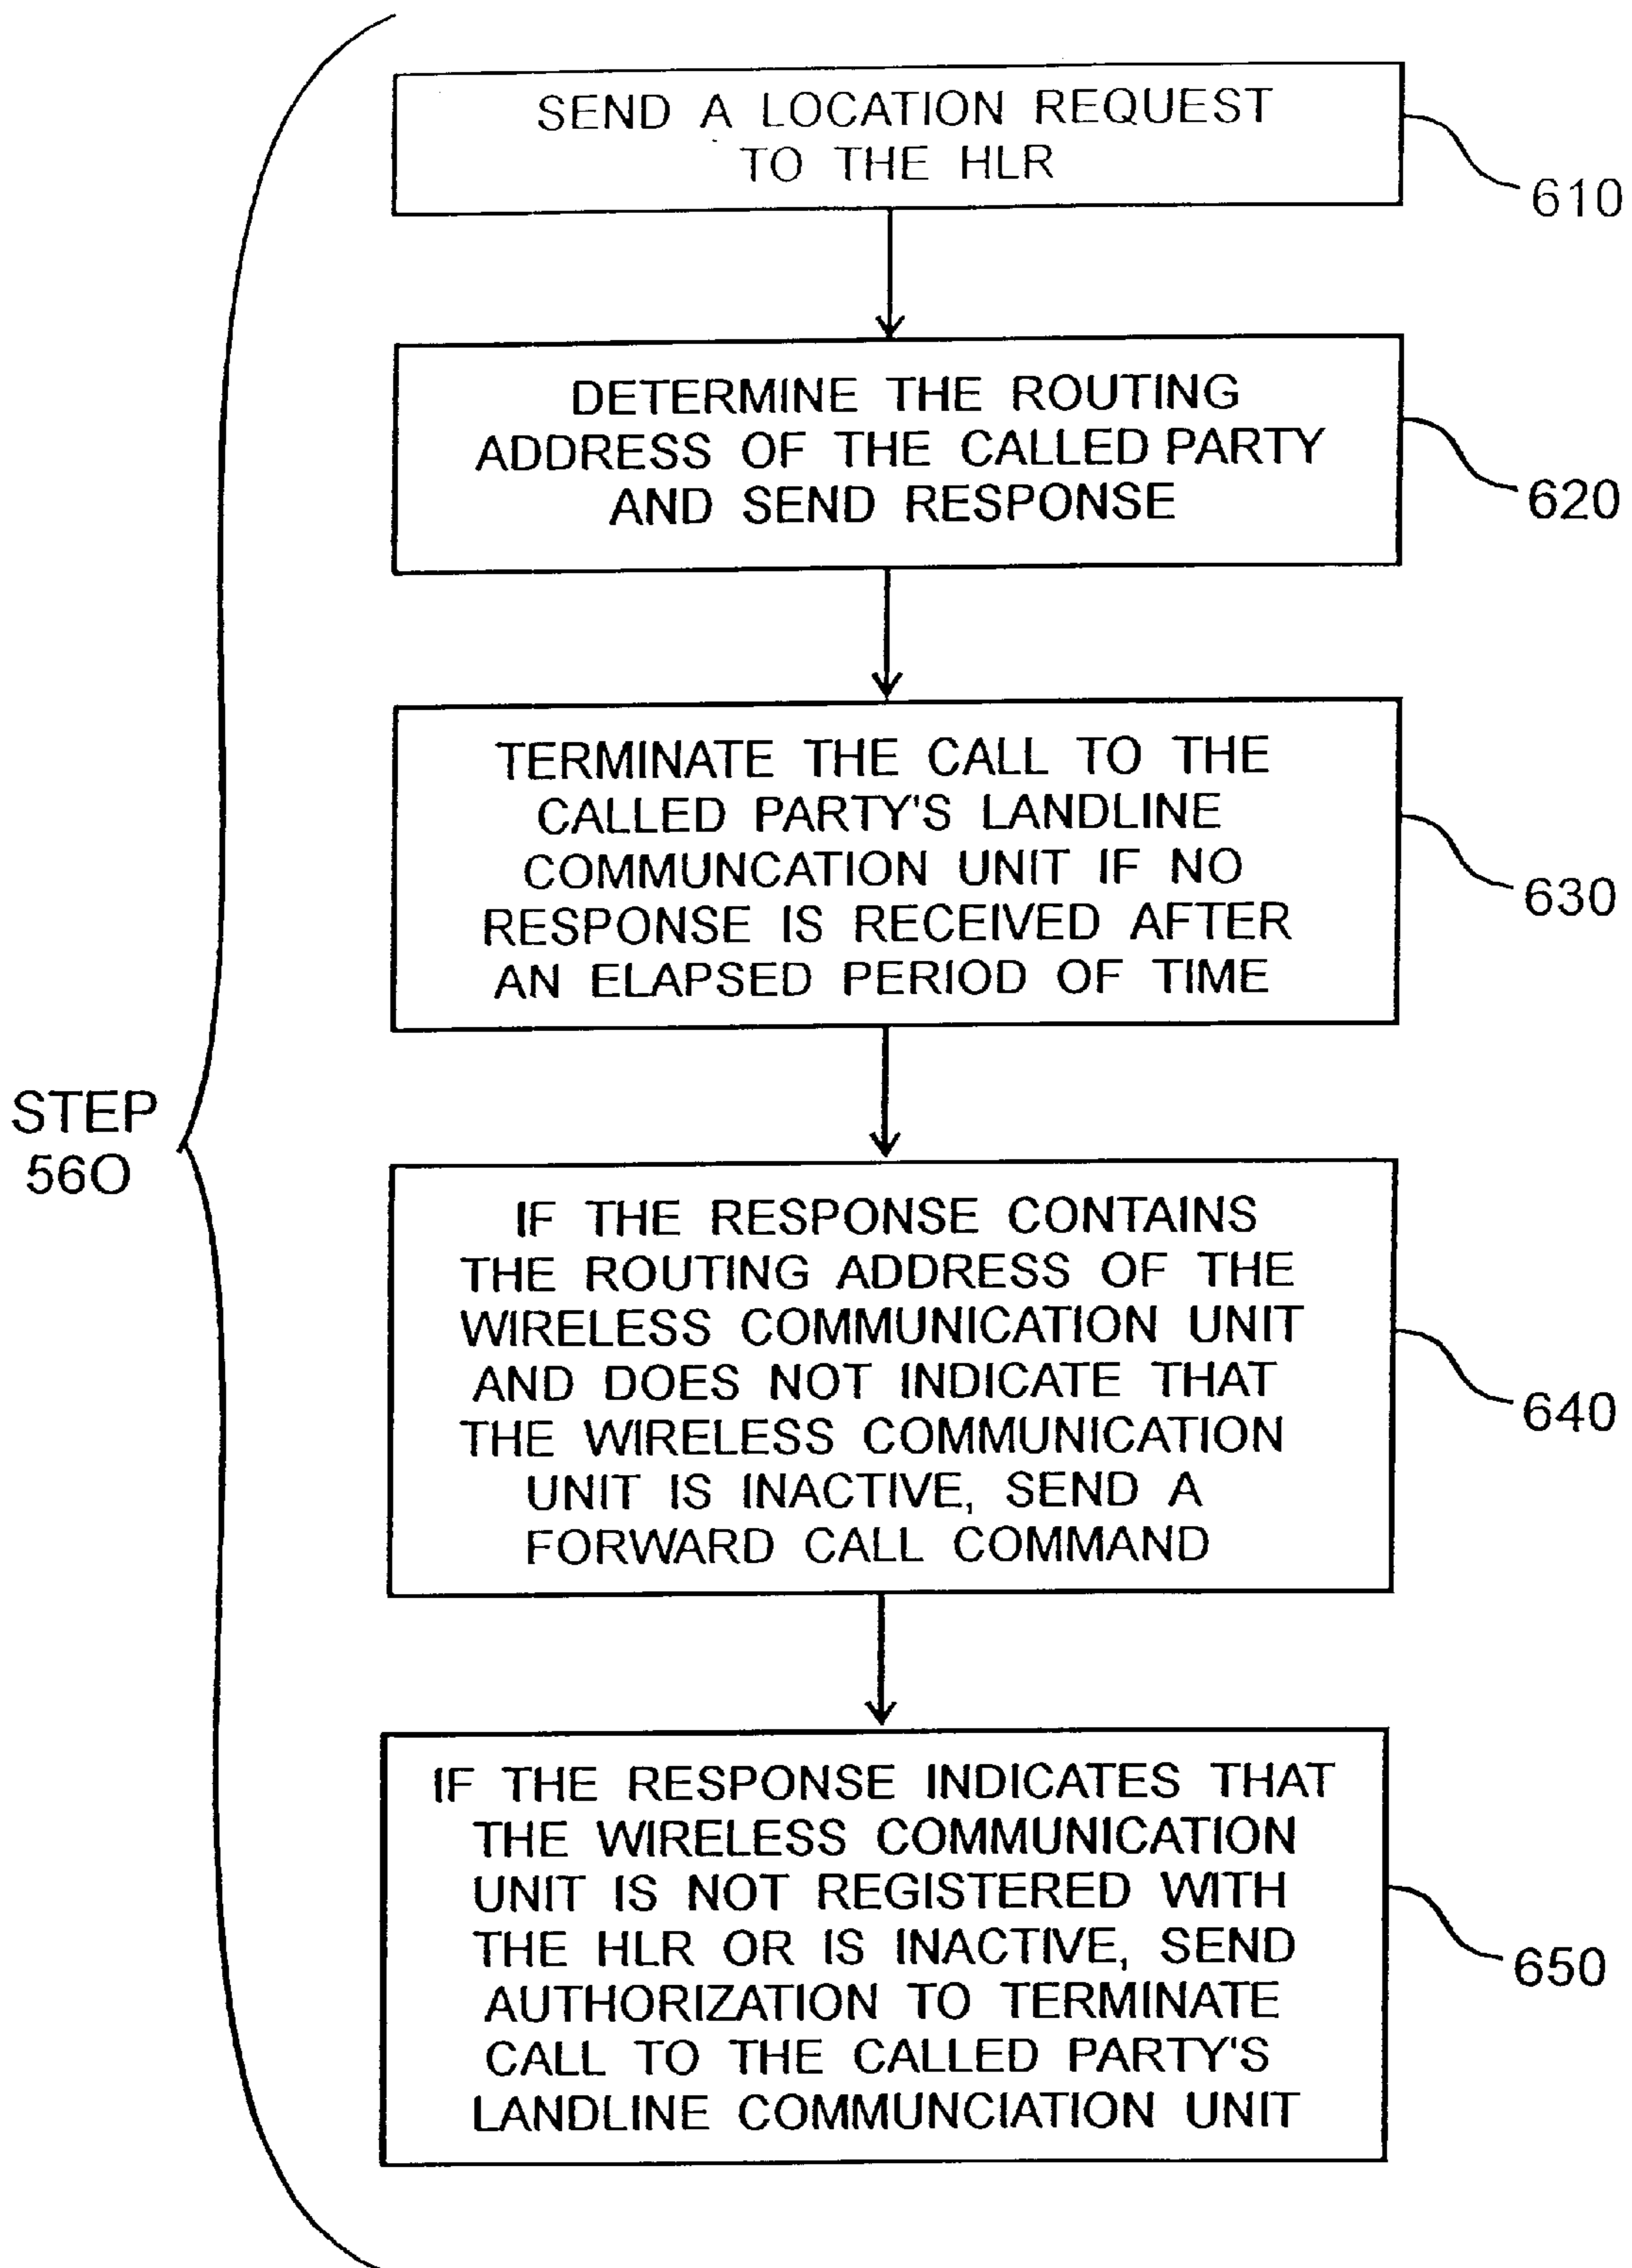 SEND A LOCATION REQUEST
TO THE HLR
610
DETERMINE THE ROUTING
ADDRESS OF THE CALLED PARTY
AND SEND RESPONSE
620
TERMINATE THE CALL TO THE
CALLED PARTY'S LANDLINE
COMMUNCATION UNIT IF NO
RESPONSE IS RECEIVED AFTER
AN ELAPSED PERIOD OF TIME
630
STEP
56O
IF THE RESPONSE CONTAINS
THE ROUTING ADDRESS OF THE
WIRELESS COMMUNICATION UNIT
AND DOES NOT INDICATE THAT
THE WIRELESS COMMUNICATION
UNIT IS INACTIVE, SEND A
FORWARD CALL COMMAND
640
IF THE RESPONSE INDICATES THAT
THE WIRELESS COMMUNICATION
UNIT IS NOT REGISTERED WITH
THE HLR OR IS INACTIVE, SEND
AUTHORIZATION TO TERMINATE
CALL TO THE CALLED PARTY'S
LANDLINE COMMUNCIATION UNIT
650